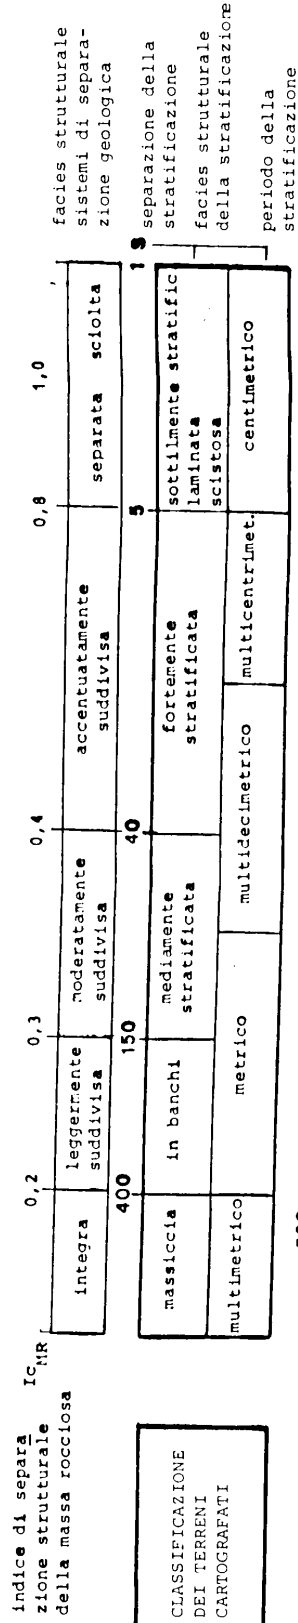 indice di separa
zione strutturale
della massa rocciosa
IcMR
0,2
0,3
0,4
0,8
1,0
integra
leggermente
suddivisa
moderatamente
suddivisa
accentuatamente
suddivisa
separata sciolta
facies strutturale
sistemi di separa-
zione geologica
400
150
40
5
1
S
separazione della
stratificazione
CLASSIFICAZIONE
DEI TERRENI
CARTOGRAFATI
massiccia
in banchi
mediamente
stratificata
fortemente
stratificata
sottilmente stratific
laminata
scistosa
facies strutturale
della stratificazione
multimetrico
metrico
multidecimetrico
multicentrimet.
centimetrico
periodo della
stratificazione